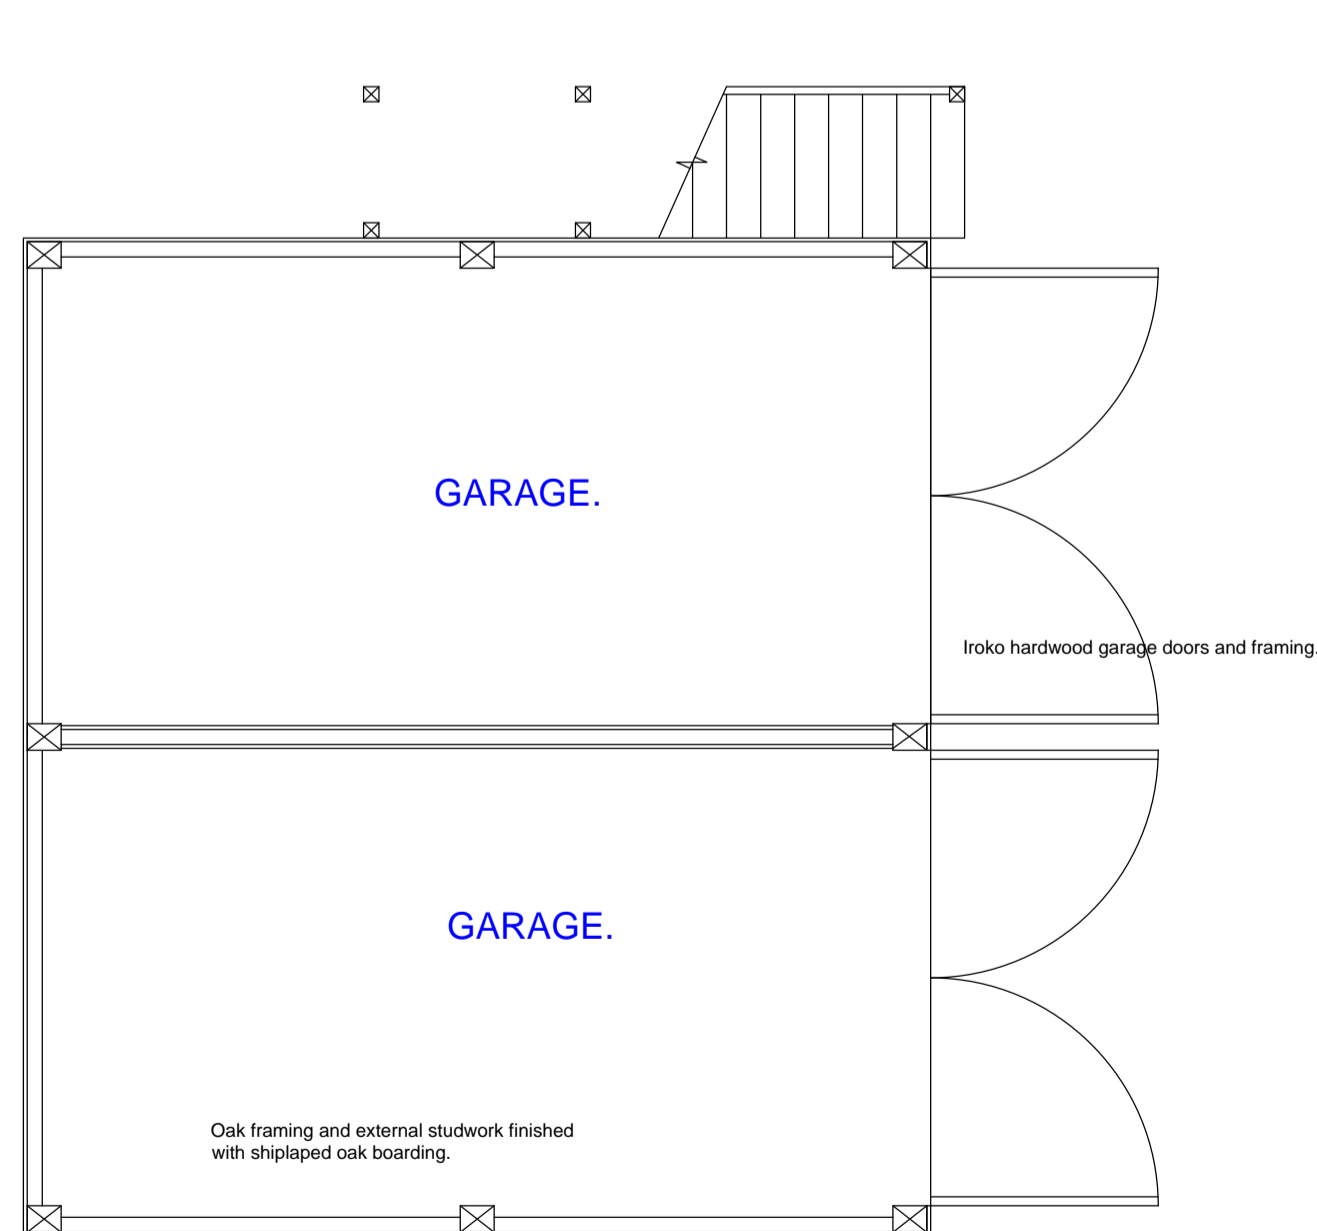 GARAGE.
Iroko hardwood garage doors and framing.
GARAGE.
Oak framing and external studwork finished
with shiplaped oak boarding.